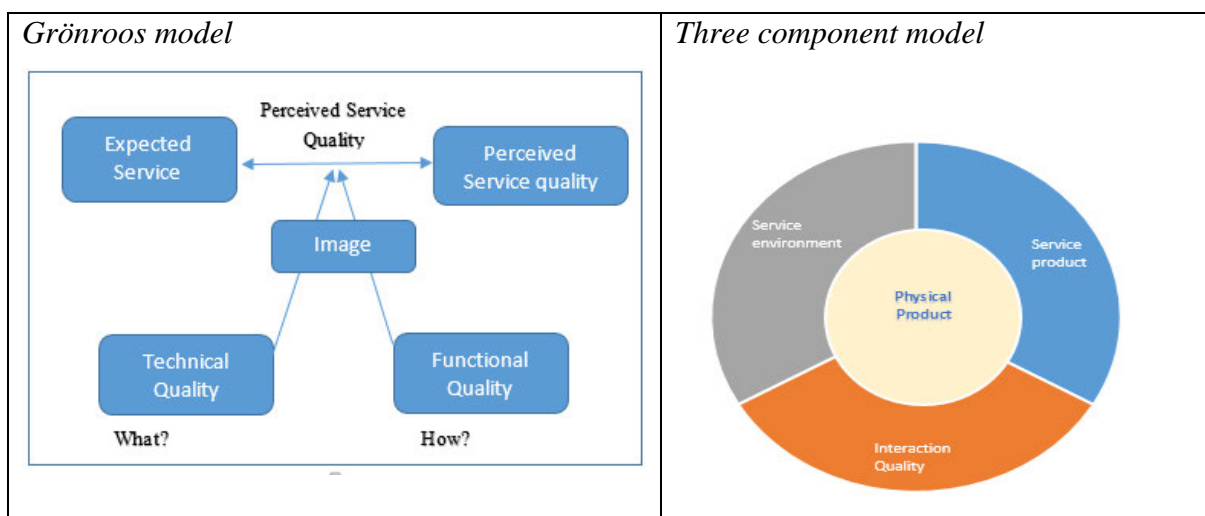 Grönroos model
Perceived Service
Quality
Expected
Service
Perceived
Service quality
Image
Technical
Quality
Functional
Quality
What?
How?
Three component model
Service
environment
Service
product
Physical
Product
Interaction
Quality